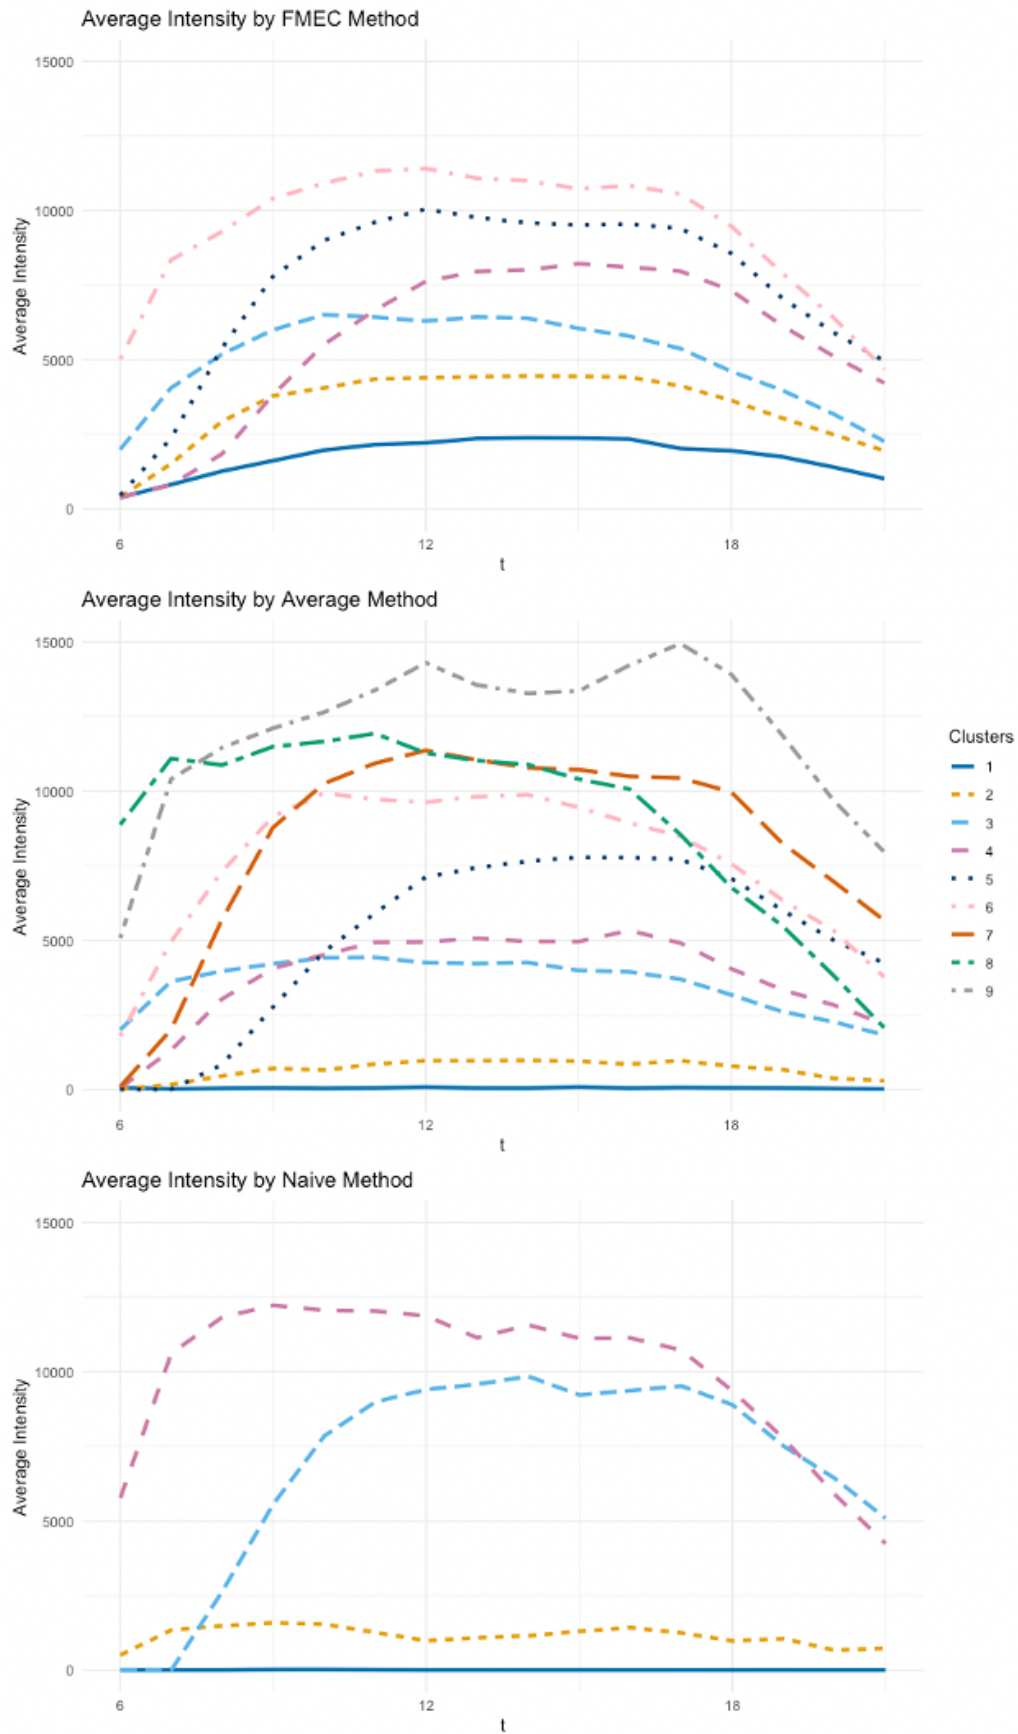 Average Intensity by FMEC Method
15000
10000
5000
0
Average Intensity
6 12 18
t
Average Intensity by Average Method
15000
10000
5000
0
Average Intensity
6 12 18
t
Clusters
1
2
3
4
5
6
7
8
9
Average Intensity by Naive Method
15000
10000
5000
0
Average Intensity
6 12 18
t